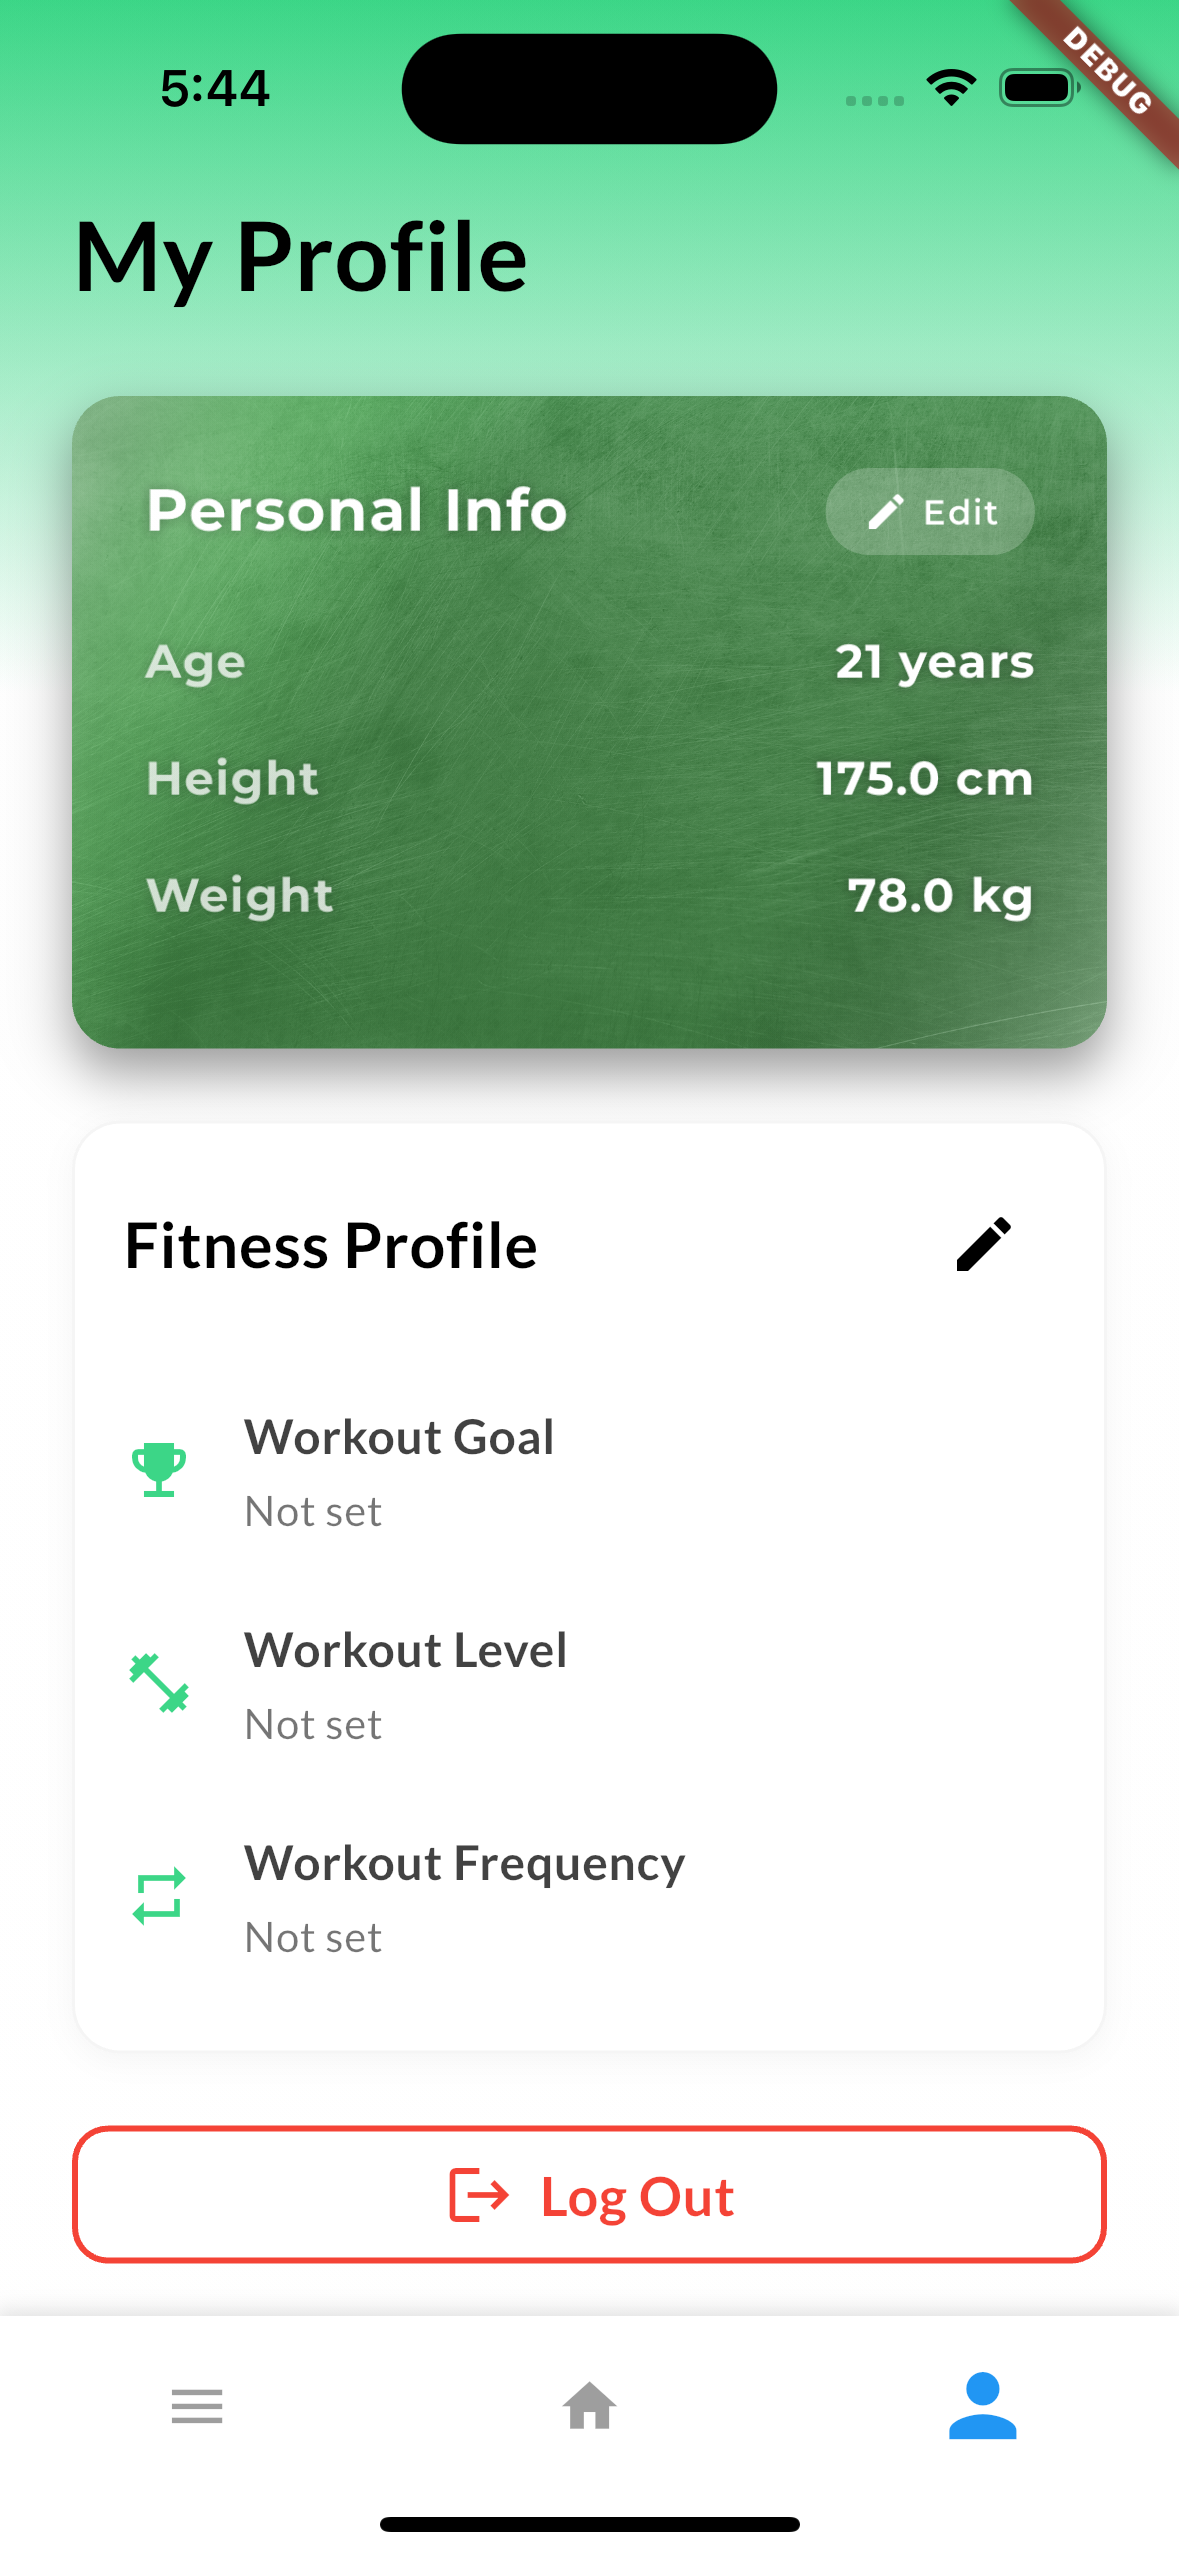 5:44
DEBUG
My Profile
Personal Info
Edit
Age
21 years
Height
175.0 cm
Weight
78.0 kg
Fitness Profile
Workout Goal
Not set
Workout Level
Not set
Workout Frequency
Not set
Log Out